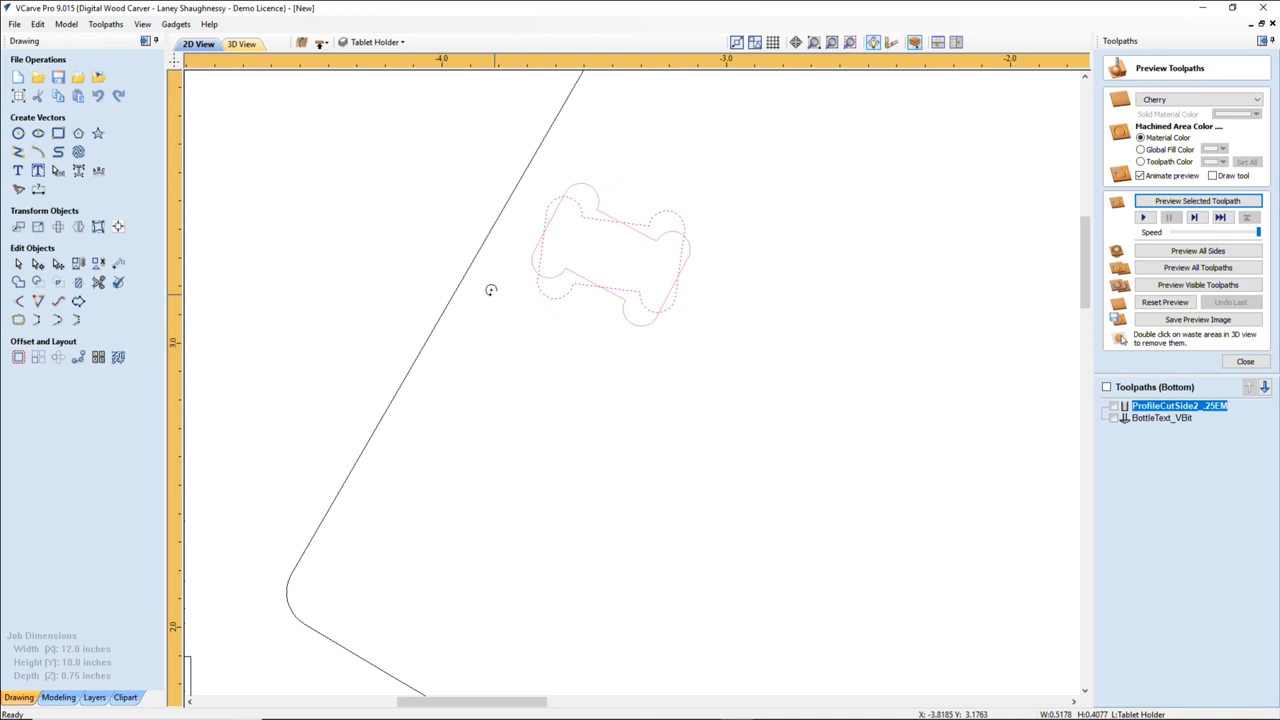 VCarve Pro 9.015 {Digital Wood Carver - Laney Shaughnessy - Demo Licence} - [New]
File Edit Model Toolpaths View Gadgets Help
Drawing
2D View 3D View
Tablet Holder
Toolpaths
File Operations
Create Vectors
Transform Objects
Edit Objects
Offset and Layout
Job Dimensions
Width (X): 12.0 inches
Height (Y): 10.0 inches
Depth (Z): 0.75 inches
Drawing Modeling Layers Clipart
Ready
-4.0 -3.0 -2.0
3.0
2.0
Preview Toolpaths
Cherry
Solid Material Color
Machined Area Color ....
Material Color
Global Fill Color
Toolpath Color Set All
Animate preview Draw tool
Preview Selected Toolpath
Speed
Preview All Sides
Preview All Toolpaths
Preview Visible Toolpaths
Reset Preview Undo Last
Save Preview Image
Double click on waste areas in 3D view
to remove them.
Close
Toolpaths (Bottom)
ProfileCutSide2_.25EM
BottleText_VBit
X: -3.8185 Y: 3.1763 W:0.5178 H:0.4077 L:Tablet Holder